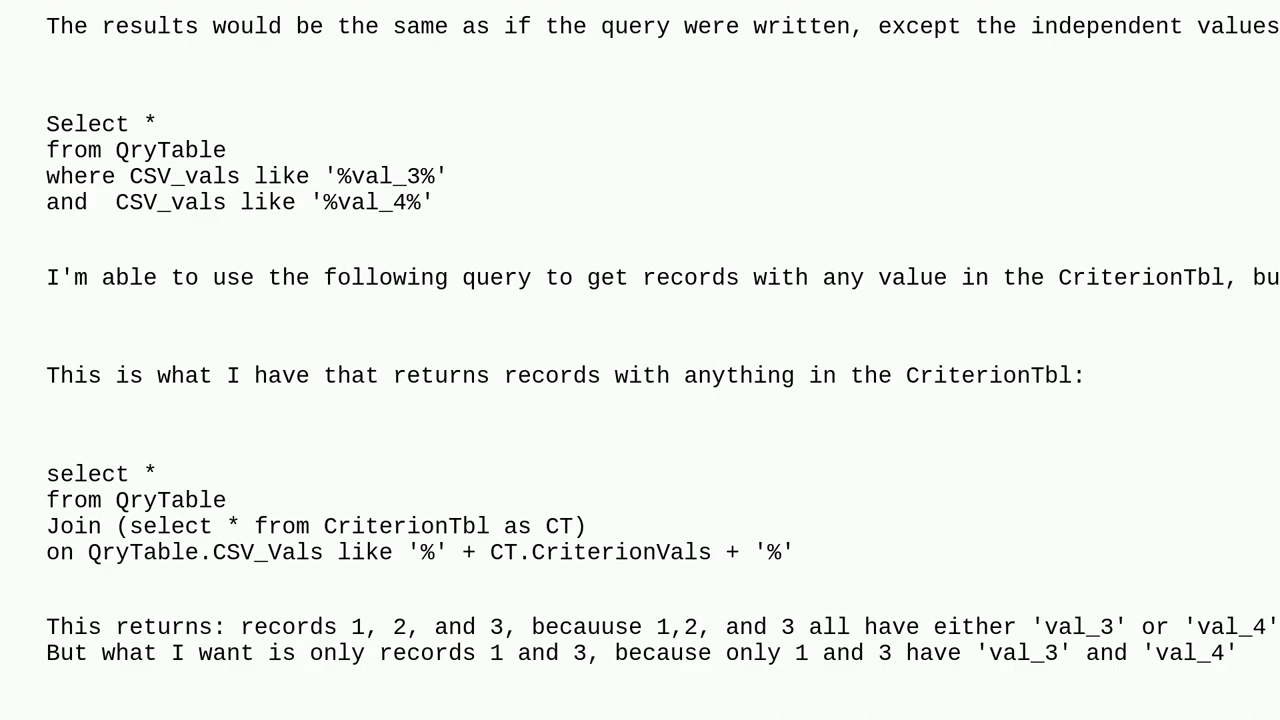 The results would be the same as if the query were written, except the independent values
Select *
from QryTable
where CSV_vals like '%val_3%'
and  CSV_vals like '%val_4%'
I'm able to use the following query to get records with any value in the CriterionTbl, bu
This is what I have that returns records with anything in the CriterionTbl:
select *
from QryTable
Join (select * from CriterionTbl as CT)
on QryTable.CSV_Vals like '%' + CT.CriterionVals + '%'
This returns: records 1, 2, and 3, becauuse 1,2, and 3 all have either 'val_3' or 'val_4'
But what I want is only records 1 and 3, because only 1 and 3 have 'val_3' and 'val_4'